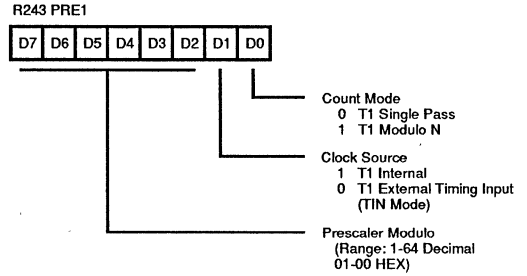 R243 PRE1
D7 D6 D5 D4 D3 D2 D1 D0
Count Mode
0 T1 Single Pass
1 T1 Modulo N
Clock Source
1 T1 Internal
0 T1 External Timing Input
(TIN Mode)
Prescaler Modulo
(Range: 1-64 Decimal
01-00 HEX)